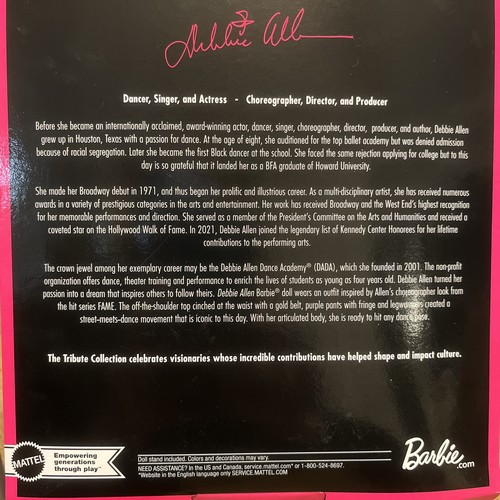 Debbie Allen
Dancer, Singer, and Actress - Choreographer, Director, and Producer
Before she became an internationally acclaimed, award-winning actor, dancer, singer, choreographer, director, producer, and author, Debbie Allen
grew up in Houston, Texas with a passion for dance. At the age of eight, she auditioned for the top ballet academy but was denied admission
because of racial segregation. Later she became the first Black dancer at the school. She faced the same rejection applying for college but to this
day is so grateful that it landed her as a BFA graduate of Howard University.
She made her Broadway debut in 1971, and thus began her prolific and illustrious career. As a multi-disciplinary artist, she has received numerous
awards in a variety of prestigious categories in the arts and entertainment. Her work has received Broadway and the West End's highest recognition
for her memorable performances and direction. She served as a member of the President's Committee on the Arts and Humanities and received a
coveted star on the Hollywood Walk of Fame. In 2021, Debbie Allen joined the legendary list of Kennedy Center Honorees for her lifetime
contributions to the performing arts.
The crown jewel among her exemplary career may be the Debbie Allen Dance Academy® (DADA), which she founded in 2001. The non-profit
organization offers dance, theater training and performance to enrich the lives of students as young as four years old. Debbie Allen turned her
passion into a dream that inspires others to follow theirs. Debbie Allen Barbie® doll wears an outfit inspired by Allen's choreographer look from
the hit series FAME. The off-the-shoulder top cinched at the waist with a gold belt, purple pants with fringe and legwarmers created a
street-meets-dance movement that is iconic to this day. With her articulated body, she is ready to hit any dance pose.
The Tribute Collection celebrates visionaries whose incredible contributions have helped shape and impact culture.
MATTEL
Empowering
generations
through play™
Doll stand included. Colors and decorations may vary.
NEED ASSISTANCE? In the US and Canada, service.mattel.com* or 1-800-524-8697.
*Website in the English language only SERVICE.MATTEL.COM
Barbie.com